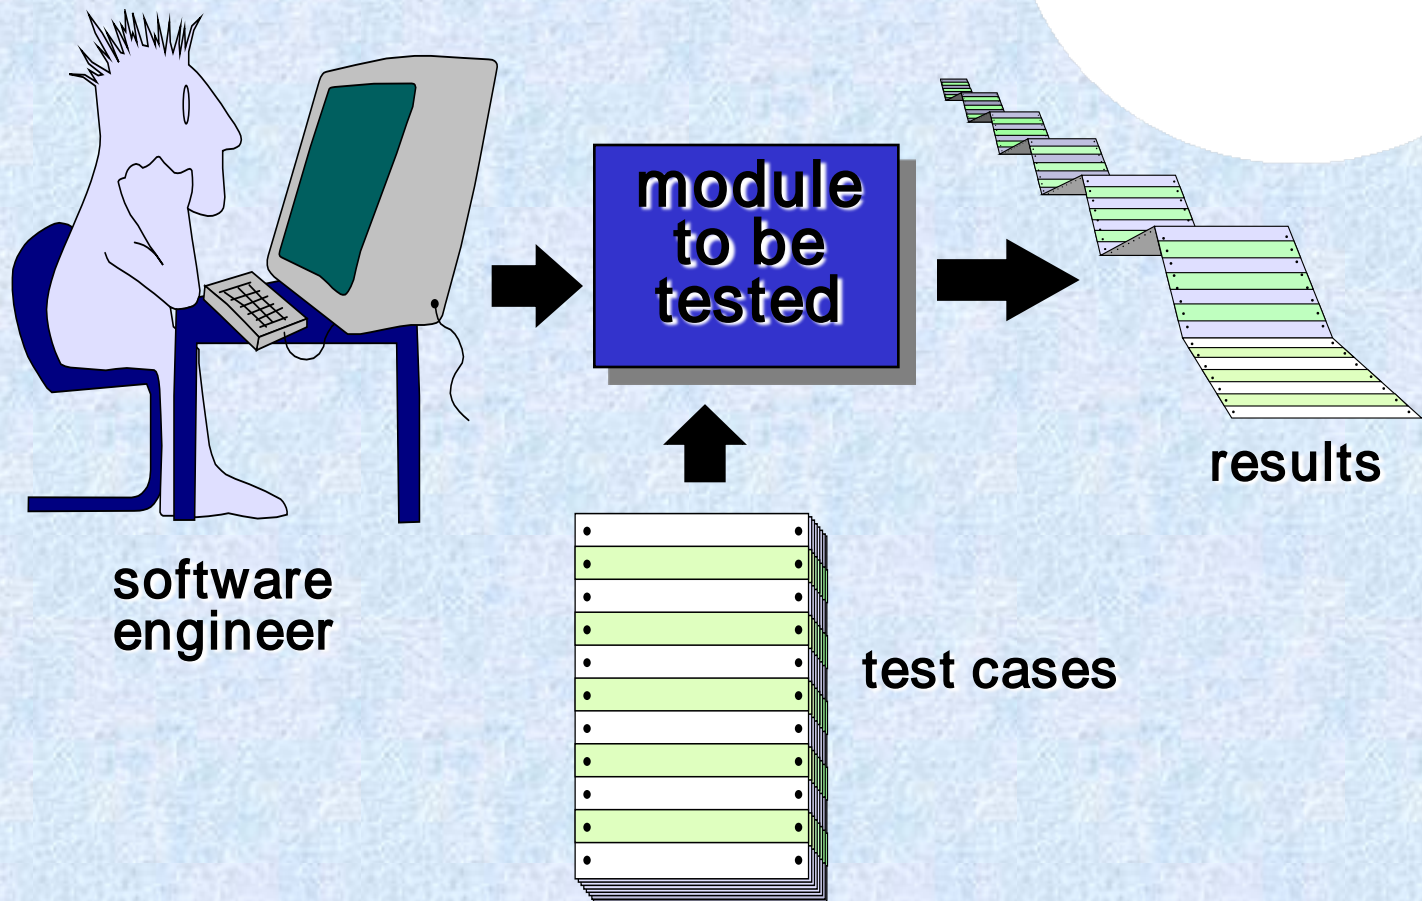 module
to be
tested
results
software
engineer
test cases